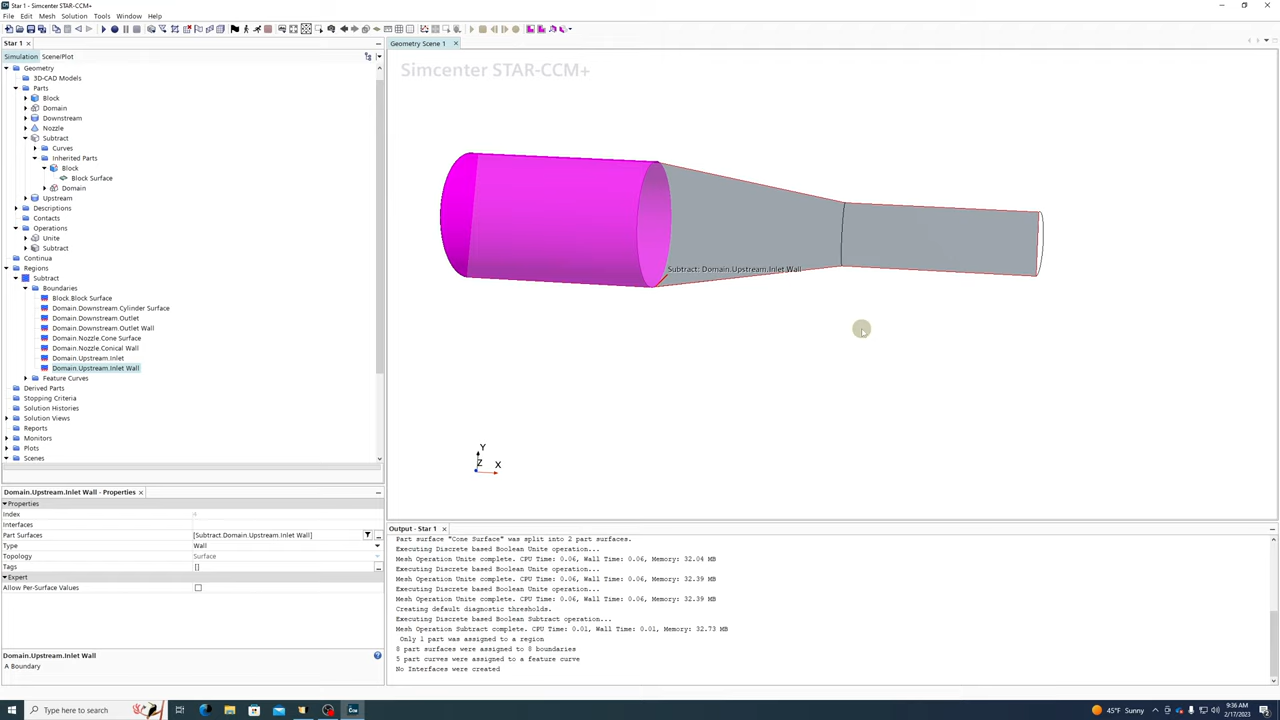 Star 1 - Simcenter STAR-CCM+
File Edit Mesh Solution Tools Window Help
Star 1
Simulation Scene/Plot
Geometry
3D-CAD Models
Parts
Block
Domain
Downstream
Nozzle
Subtract
Curves
Inherited Parts
Block
Block Surface
Domain
Upstream
Descriptions
Contacts
Operations
Unite
Subtract
Continua
Regions
Subtract
Boundaries
Block.Block Surface
Domain.Downstream.Cylinder Surface
Domain.Downstream.Outlet
Domain.Downstream.Outlet Wall
Domain.Nozzle.Cone Surface
Domain.Nozzle.Conical Wall
Domain.Upstream.Inlet
Domain.Upstream.Inlet Wall
Feature Curves
Derived Parts
Stopping Criteria
Solution Histories
Solution Views
Reports
Monitors
Plots
Scenes
Domain.Upstream.Inlet Wall - Properties
Properties
Index
Interfaces
Part Surfaces [Subtract.Domain.Upstream.Inlet Wall]
Type Wall
Topology Surface
Tags []
Expert
Allow Per-Surface Values
Domain.Upstream.Inlet Wall
A Boundary
Geometry Scene 1
Simcenter STAR-CCM+
Subtract: Domain.Upstream.Inlet Wall
Y
Z X
Output - Star 1
Part surface "Cone Surface" was split into 2 part surfaces.
Executing Discrete based Boolean Unite operation...
Mesh Operation Unite complete. CPU Time: 0.06, Wall Time: 0.06, Memory: 32.04 MB
Executing Discrete based Boolean Unite operation...
Mesh Operation Unite complete. CPU Time: 0.06, Wall Time: 0.06, Memory: 32.39 MB
Executing Discrete based Boolean Unite operation...
Mesh Operation Unite complete. CPU Time: 0.06, Wall Time: 0.06, Memory: 32.39 MB
Creating default diagnostic thresholds.
Executing Discrete based Boolean Subtract operation...
Mesh Operation Subtract complete. CPU Time: 0.01, Wall Time: 0.01, Memory: 32.73 MB
Only 1 part was assigned to a region
8 part surfaces were assigned to 8 boundaries
5 part curves were assigned to a feature curve
No Interfaces were created
Type here to search
45°F Sunny
9:36 AM
2/17/2023